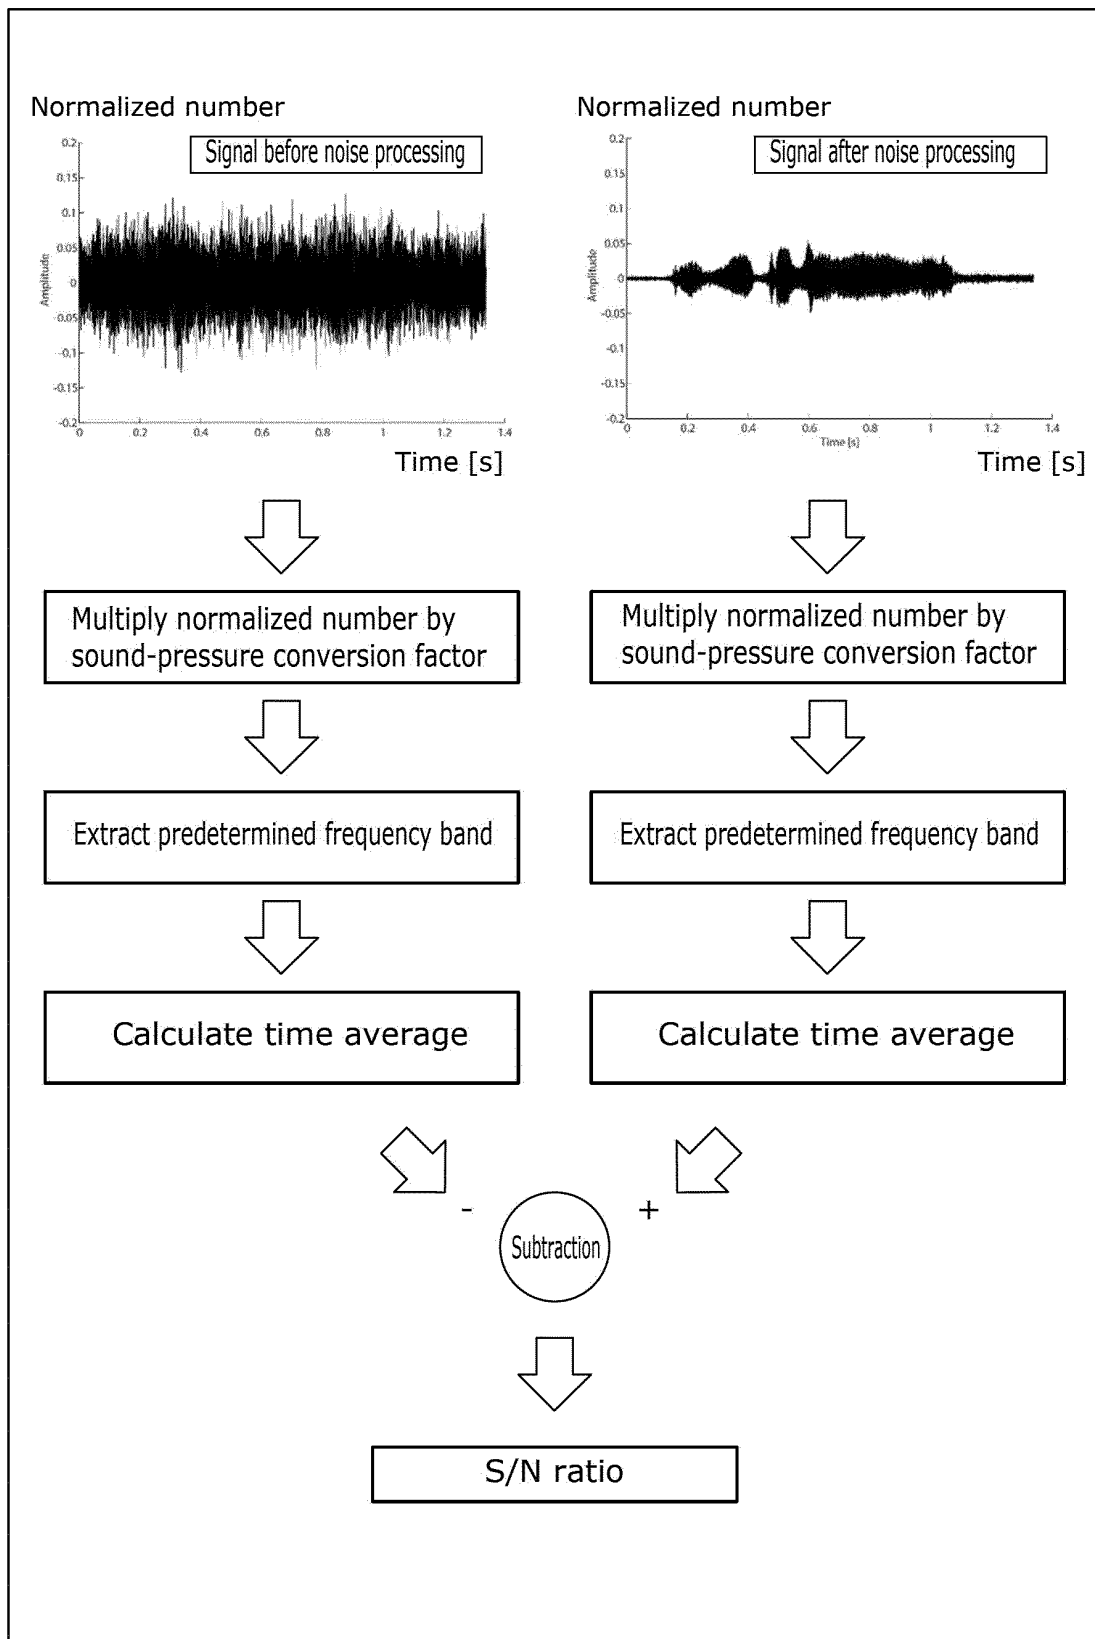 Normalized number
Signal before noise processing
0.2
0.15
0.1
0.05
0
-0.05
-0.1
-0.15
-0.2
Amplitude
0
0.2
0.4
0.6
0.8
1
1.2
1.4
Time [s]
Normalized number
Signal after noise processing
0.2
0.15
0.1
0.05
0
-0.05
-0.1
-0.15
-0.2
Amplitude
0
0.2
0.4
0.6
0.8
1
1.2
1.4
Time [s]
Time [s]
Multiply normalized number by
sound-pressure conversion factor
Multiply normalized number by
sound-pressure conversion factor
Extract predetermined frequency band
Extract predetermined frequency band
Calculate time average
Calculate time average
-
+
Subtraction
S/N ratio